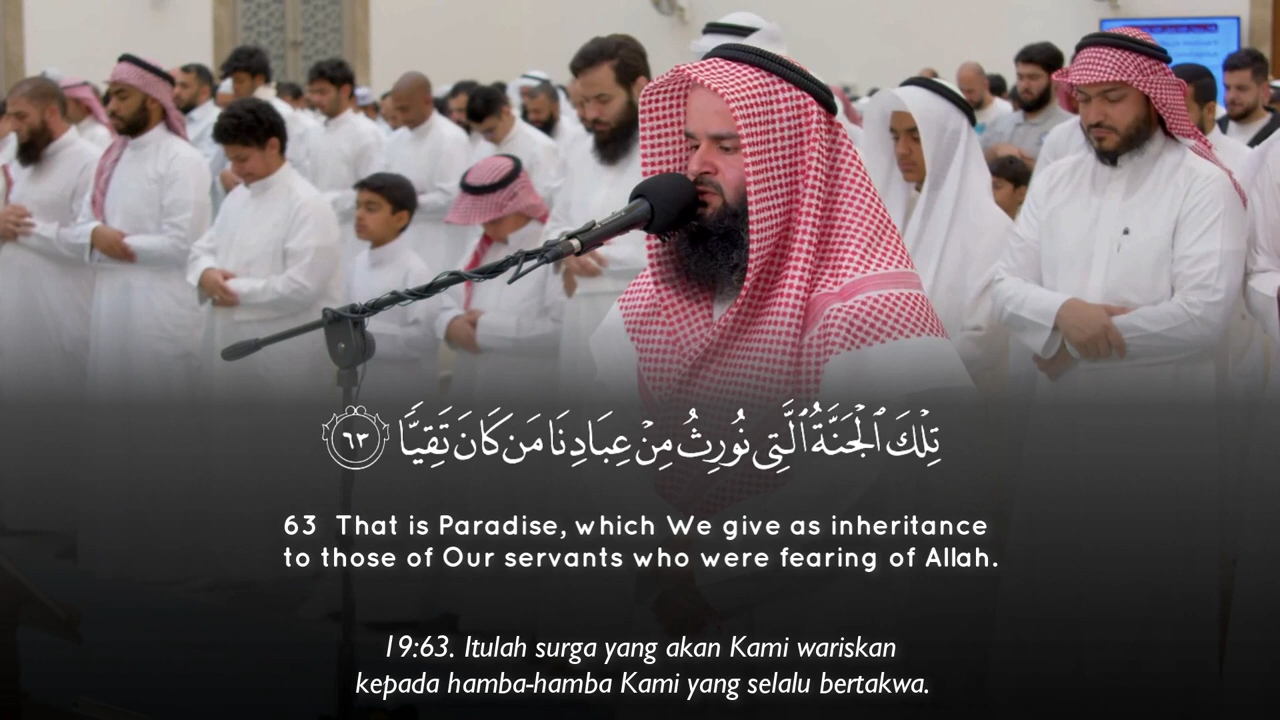 تِلْكَ ٱلْجَنَّةُ ٱلَّتِى نُورِثُ مِنْ عِبَادِنَا مَن كَانَ تَقِيًّا ٦٣
63 That is Paradise, which We give as inheritance
to those of Our servants who were fearing of Allah.
19:63. Itulah surga yang akan Kami wariskan
kepada hamba-hamba Kami yang selalu bertakwa.